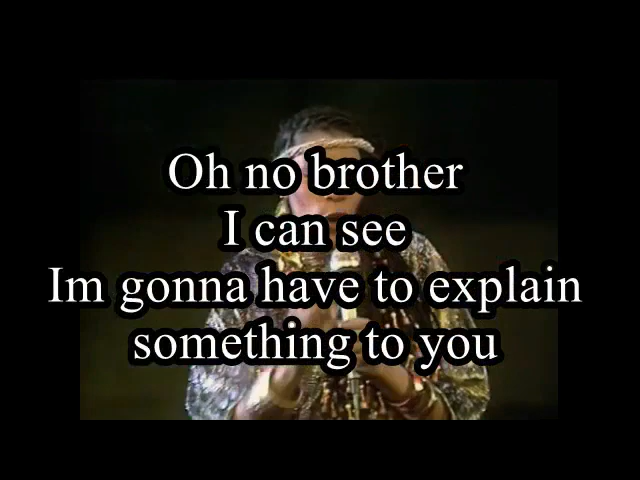 Oh no brother
I can see
Im gonna have to explain
something to you